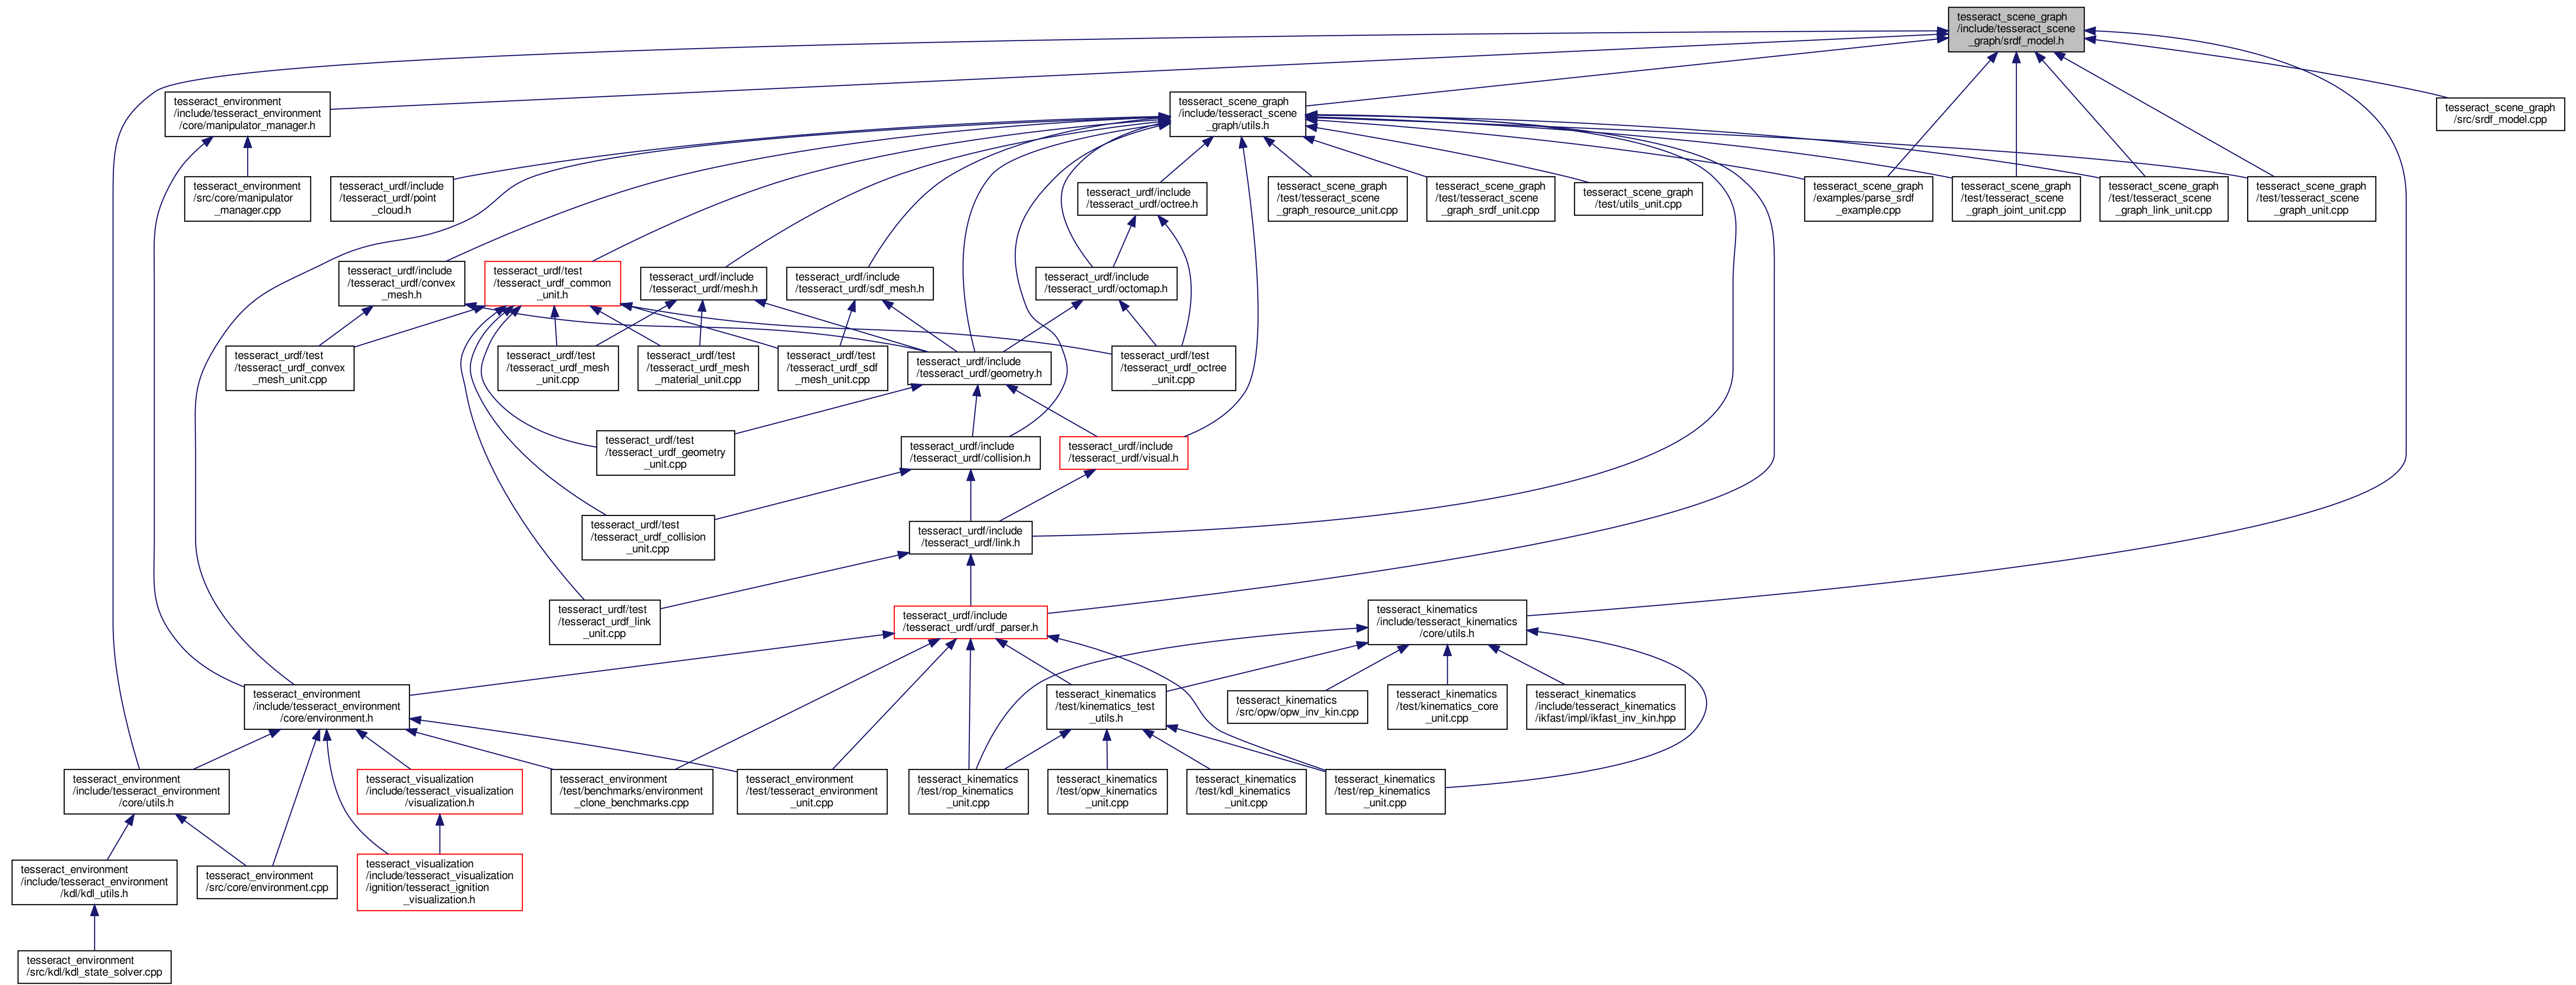 tesseract_scene_graph
/include/tesseract_scene
_graph/srdf_model.h
tesseract_environment
/include/tesseract_environment
/core/manipulator_manager.h
tesseract_scene_graph
/include/tesseract_scene
_graph/utils.h
tesseract_scene_graph
/src/srdf_model.cpp
tesseract_environment
/src/core/manipulator
_manager.cpp
tesseract_urdf/include
/tesseract_urdf/point
_cloud.h
tesseract_urdf/include
/tesseract_urdf/octree.h
tesseract_scene_graph
/test/tesseract_scene
_graph_resource_unit.cpp
tesseract_scene_graph
/test/tesseract_scene
_graph_srdf_unit.cpp
tesseract_scene_graph
/test/utils_unit.cpp
tesseract_scene_graph
/examples/parse_srdf
_example.cpp
tesseract_scene_graph
/test/tesseract_scene
_graph_joint_unit.cpp
tesseract_scene_graph
/test/tesseract_scene
_graph_link_unit.cpp
tesseract_scene_graph
/test/tesseract_scene
_graph_unit.cpp
tesseract_urdf/include
/tesseract_urdf/convex
_mesh.h
tesseract_urdf/test
/tesseract_urdf_common
_unit.h
tesseract_urdf/include
/tesseract_urdf/mesh.h
tesseract_urdf/include
/tesseract_urdf/sdf_mesh.h
tesseract_urdf/include
/tesseract_urdf/octomap.h
tesseract_urdf/test
/tesseract_urdf_convex
_mesh_unit.cpp
tesseract_urdf/test
/tesseract_urdf_mesh
_unit.cpp
tesseract_urdf/test
/tesseract_urdf_mesh
_material_unit.cpp
tesseract_urdf/test
/tesseract_urdf_sdf
_mesh_unit.cpp
tesseract_urdf/include
/tesseract_urdf/geometry.h
tesseract_urdf/test
/tesseract_urdf_octree
_unit.cpp
tesseract_urdf/test
/tesseract_urdf_geometry
_unit.cpp
tesseract_urdf/include
/tesseract_urdf/collision.h
tesseract_urdf/include
/tesseract_urdf/visual.h
tesseract_urdf/test
/tesseract_urdf_collision
_unit.cpp
tesseract_urdf/include
/tesseract_urdf/link.h
tesseract_urdf/test
/tesseract_urdf_link
_unit.cpp
tesseract_urdf/include
/tesseract_urdf/urdf_parser.h
tesseract_kinematics
/include/tesseract_kinematics
/core/utils.h
tesseract_environment
/include/tesseract_environment
/core/environment.h
tesseract_kinematics
/test/kinematics_test
_utils.h
tesseract_kinematics
/src/opw/opw_inv_kin.cpp
tesseract_kinematics
/test/kinematics_core
_unit.cpp
tesseract_kinematics
/include/tesseract_kinematics
/ikfast/impl/ikfast_inv_kin.hpp
tesseract_environment
/include/tesseract_environment
/core/utils.h
tesseract_visualization
/include/tesseract_visualization
/visualization.h
tesseract_environment
/test/benchmarks/environment
_clone_benchmarks.cpp
tesseract_environment
/test/tesseract_environment
_unit.cpp
tesseract_kinematics
/test/rop_kinematics
_unit.cpp
tesseract_kinematics
/test/opw_kinematics
_unit.cpp
tesseract_kinematics
/test/kdl_kinematics
_unit.cpp
tesseract_kinematics
/test/rep_kinematics
_unit.cpp
tesseract_environment
/include/tesseract_environment
/kdl/kdl_utils.h
tesseract_environment
/src/core/environment.cpp
tesseract_visualization
/include/tesseract_visualization
/ignition/tesseract_ignition
_visualization.h
tesseract_environment
/src/kdl/kdl_state_solver.cpp